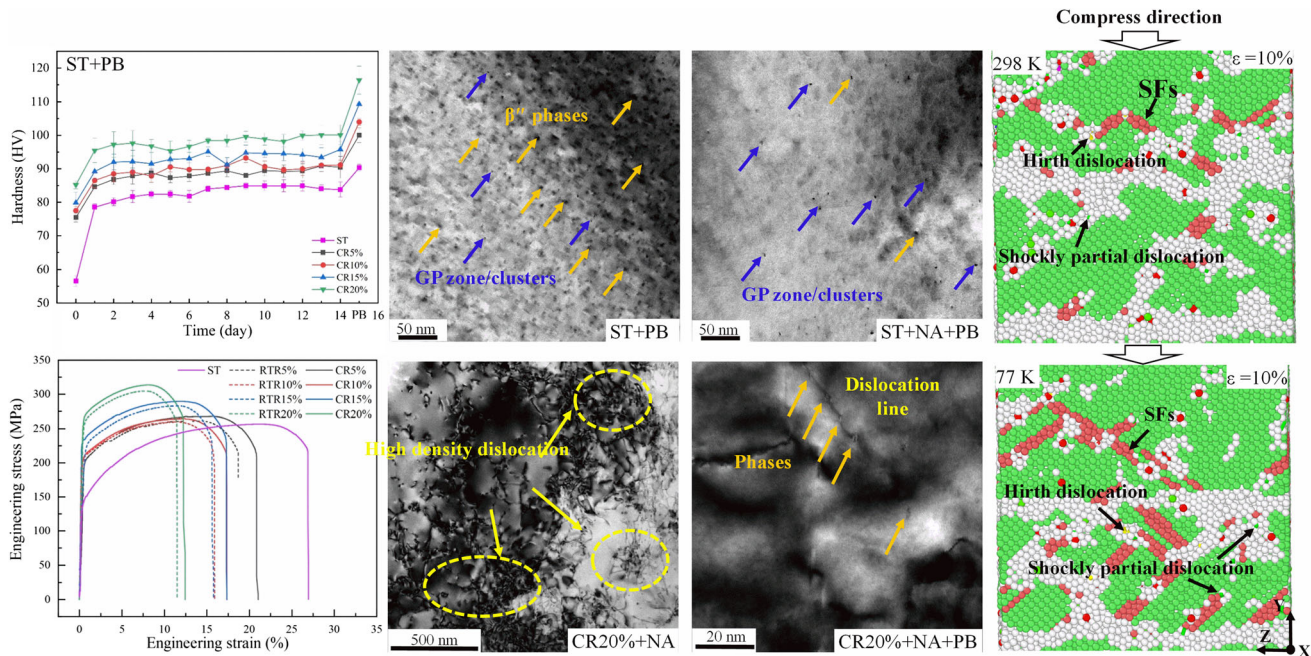 Compress direction
ST+PB
120
110
100
90
80
70
60
50
Hardness (HV)
ST
CR5%
CR10%
CR15%
CR20%
0 2 4 6 8 10 12 14 PB 16
Time (day)
β'' phases
GP zone/clusters
50 nm
ST+PB
GP zone/clusters
50 nm
ST+NA+PB
298 K
ε =10%
SFs
Hirth dislocation
Shockly partial dislocation
350
300
250
200
150
100
50
0
Engineering stress (MPa)
ST
RTR5%
RTR10%
RTR15%
RTR20%
CR5%
CR10%
CR15%
CR20%
0 5 10 15 20 25 30 35
Engineering strain (%)
High density dislocation
500 nm
CR20%+NA
Dislocation
line
Phases
20 nm
CR20%+NA+PB
77 K
ε =10%
SFs
Hirth dislocation
Shockly partial dislocation
Y
Z
X